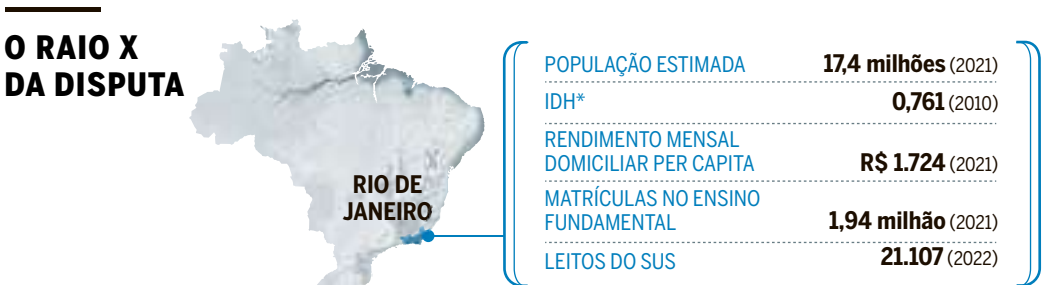 O RAIO X
DA DISPUTA
RIO DE
JANEIRO
POPULAÇÃO ESTIMADA 17,4 milhões (2021)
IDH* 0,761 (2010)
RENDIMENTO MENSAL
DOMICILIAR PER CAPITA R$ 1.724 (2021)
MATRÍCULAS NO ENSINO
FUNDAMENTAL 1,94 milhão (2021)
LEITOS DO SUS 21.107 (2022)